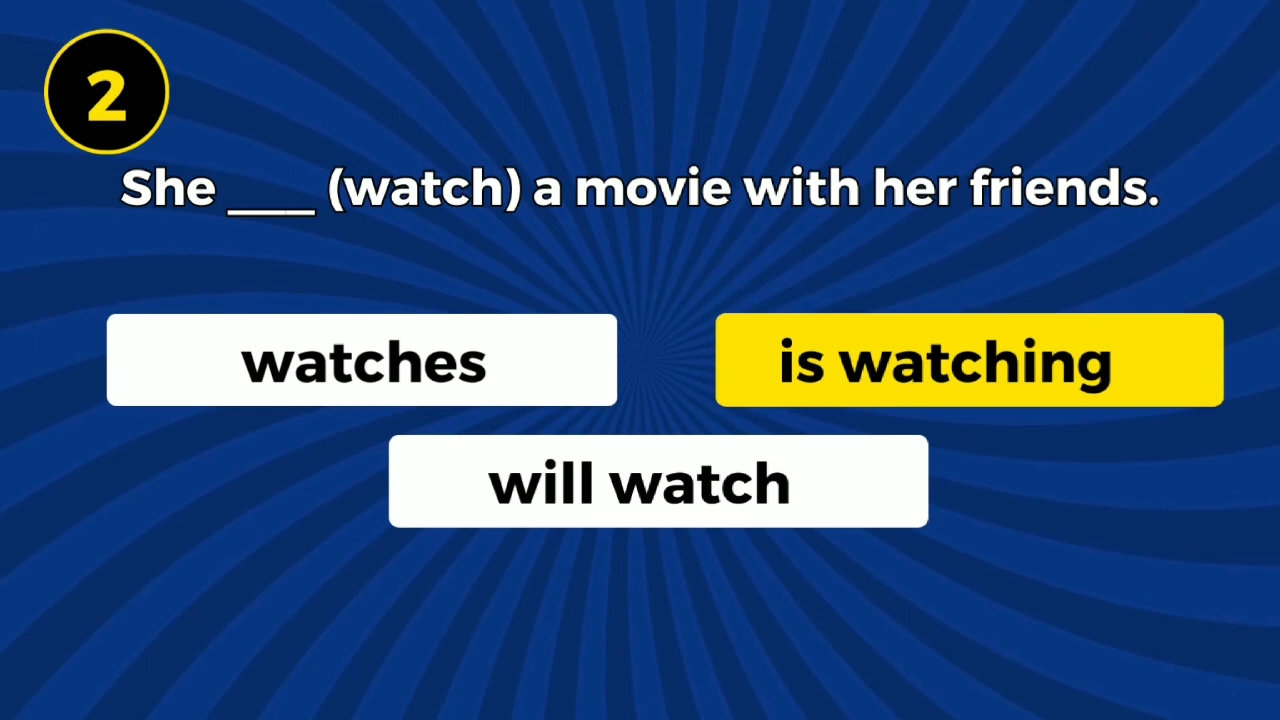 2
She ___ (watch) a movie with her friends.
watches
is watching
will watch